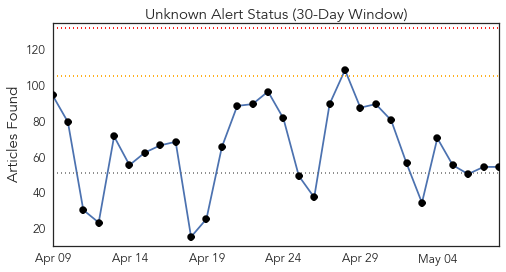 Unknown Alert Status (30-Day Window)
Articles Found
120
100
80
60
40
20
Apr 09 Apr 14 Apr 19 Apr 24 Apr 29 May 04